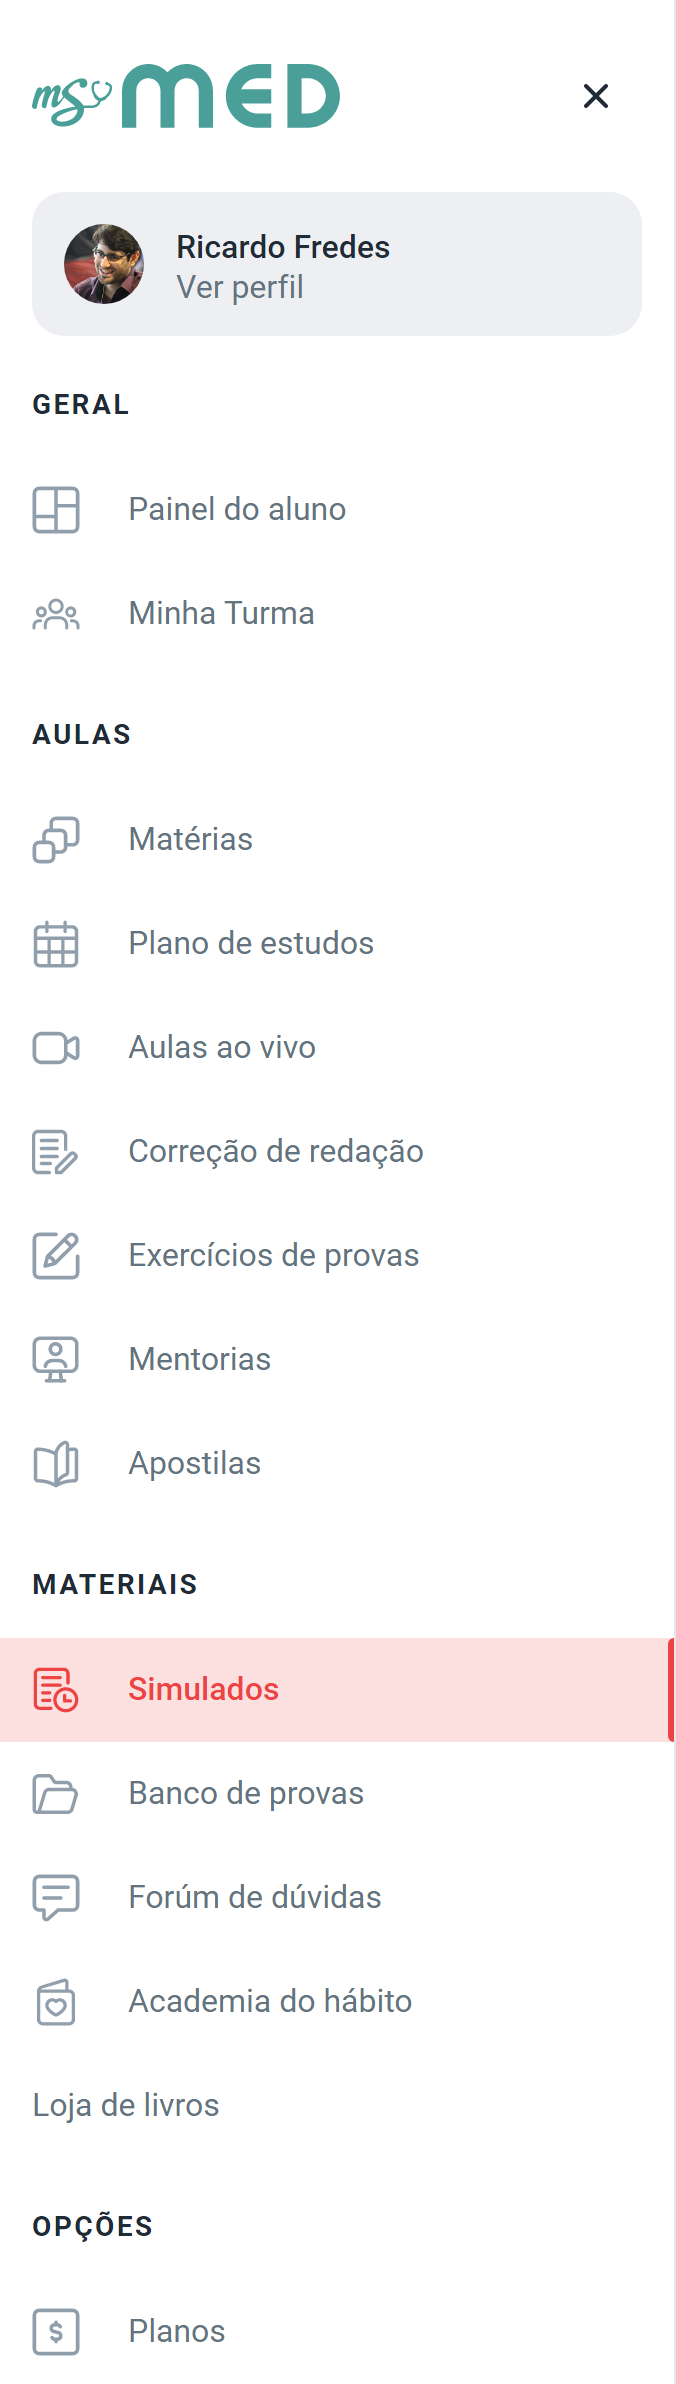 ms MED
Ricardo Fredes
Ver perfil
GERAL
Painel do aluno
Minha Turma
AULAS
Matérias
Plano de estudos
Aulas ao vivo
Correção de redação
Exercícios de provas
Mentorias
Apostilas
MATERIAIS
Simulados
Banco de provas
Forúm de dúvidas
Academia do hábito
Loja de livros
OPÇÕES
Planos